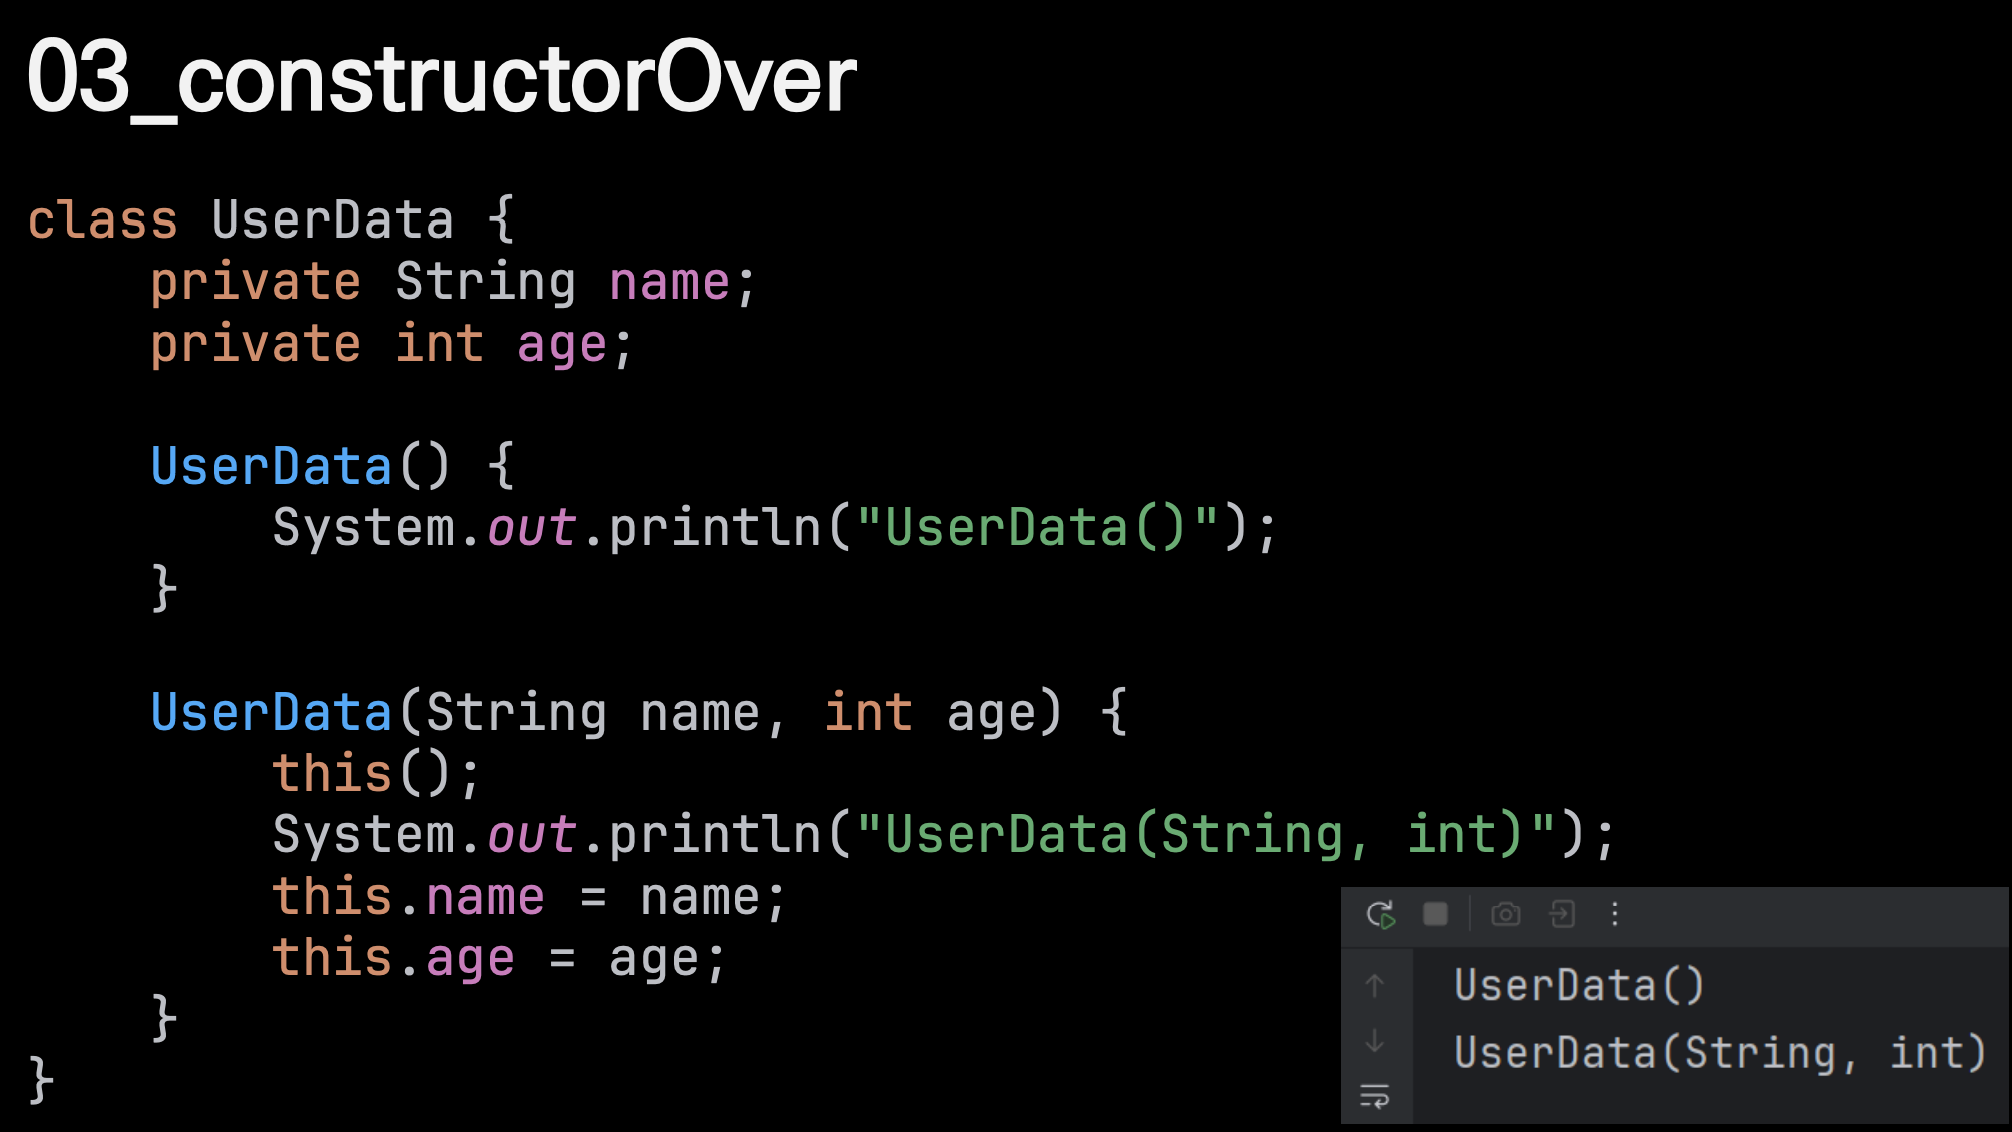 03_constructorOver
class UserData {
    private String name;
    private int age;

    UserData() {
        System.out.println("UserData()");
    }

    UserData(String name, int age) {
        this();
        System.out.println("UserData(String, int)");
        this.name = name;
        this.age = age;
    }
}
UserData()
UserData(String, int)